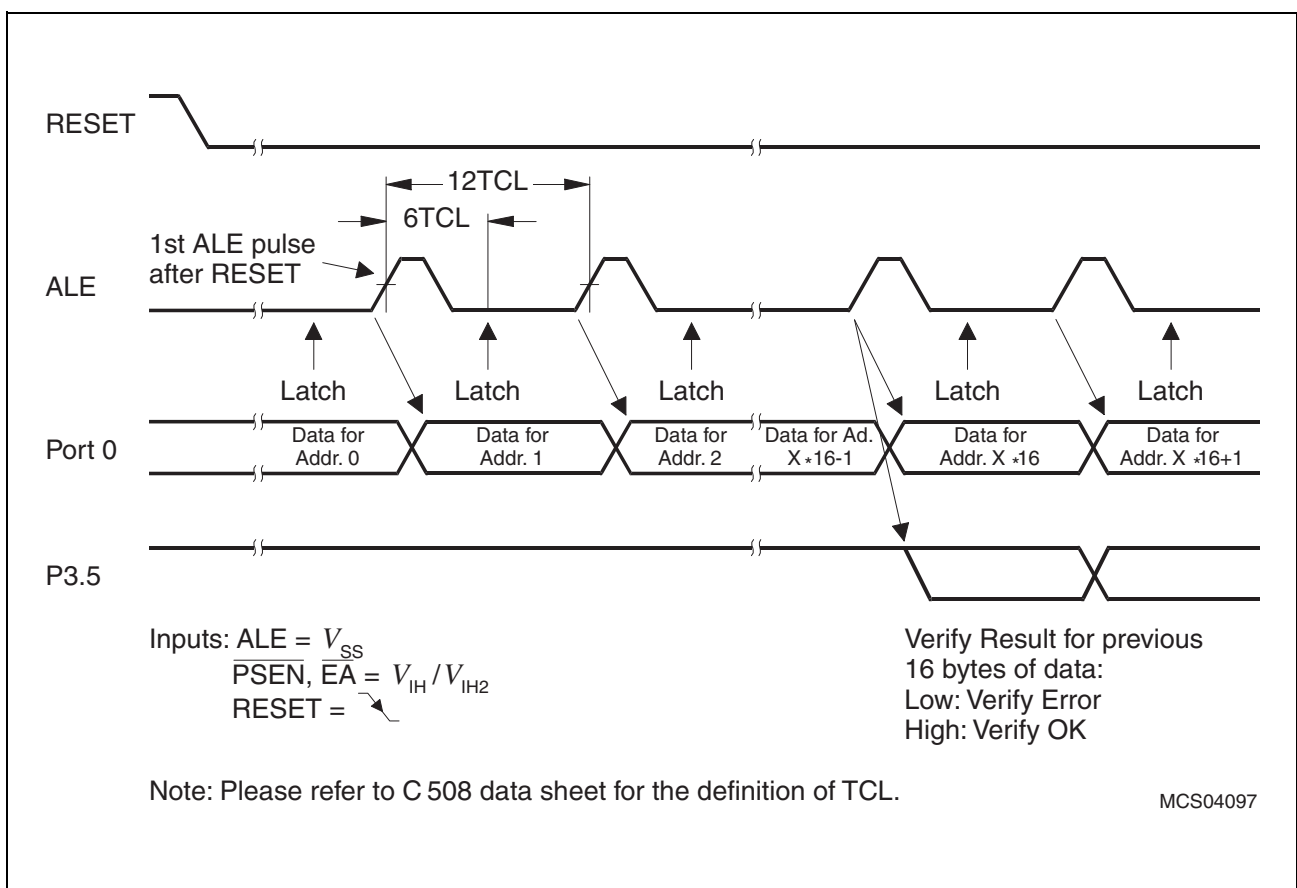 RESET
12TCL
6TCL
1st ALE pulse
after RESET
ALE
Latch Latch Latch Latch Latch
Port 0
Data for
Addr. 0
Data for
Addr. 1
Data for
Addr. 2
Data for Ad.
X*16-1
Data for
Addr. X *16
Data for
Addr. X *16+1
P3.5
Inputs: ALE = VSS
PSEN, EA = VIH / VIH2
RESET =
Verify Result for previous
16 bytes of data:
Low: Verify Error
High: Verify OK
Note: Please refer to C 508 data sheet for the definition of TCL.
MCS04097